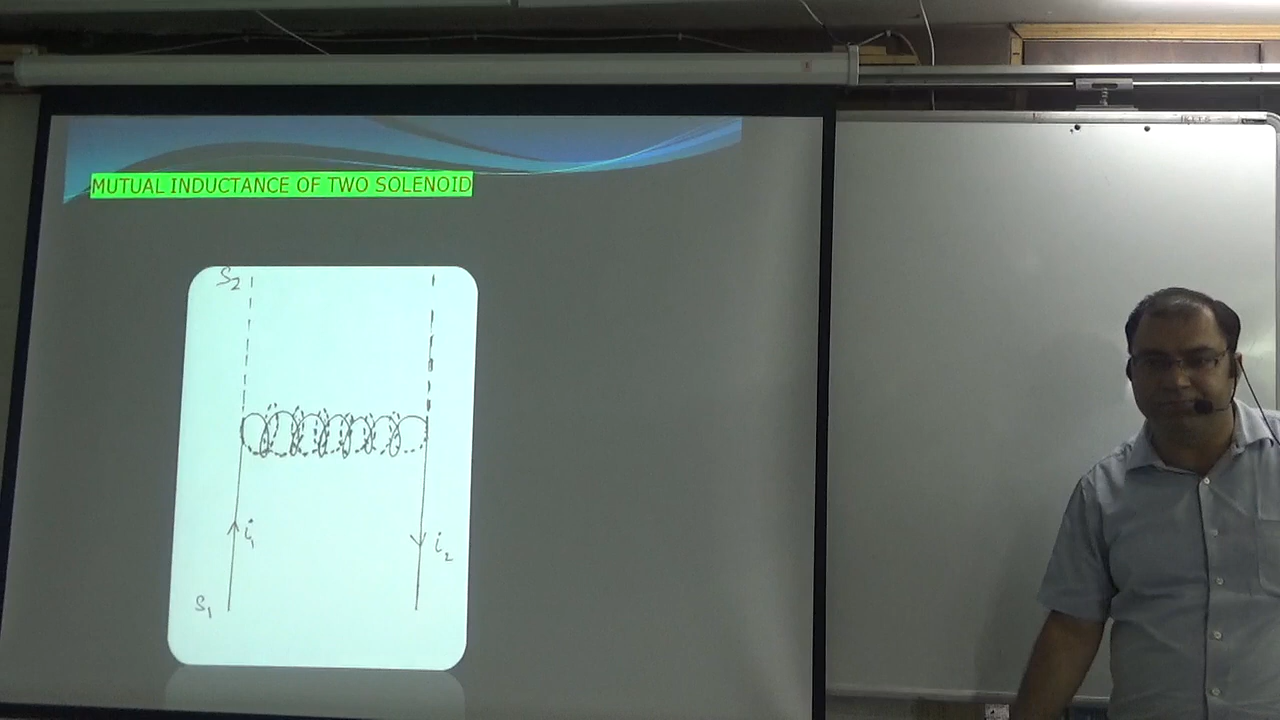 MUTUAL INDUCTANCE OF TWO SOLENOID
S₂
i₁
i₂
S₁